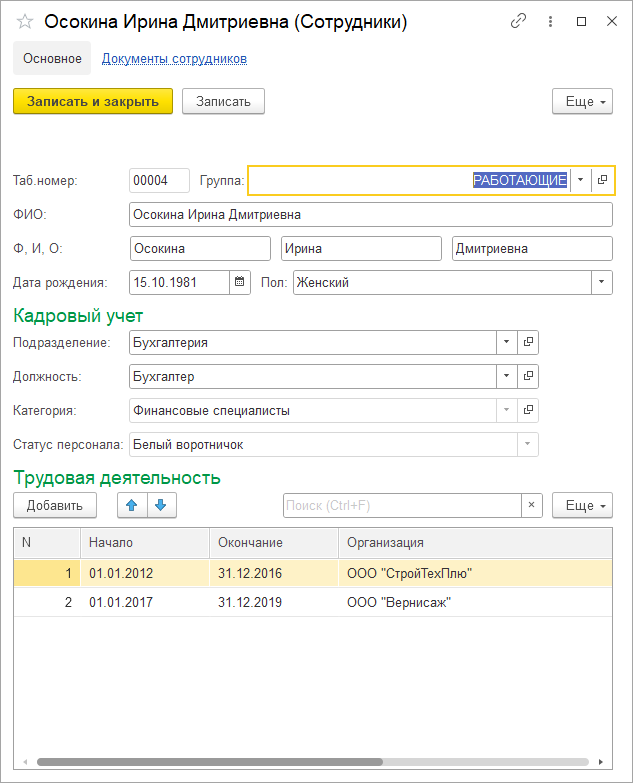 Осокина Ирина Дмитриевна (Сотрудники)
Основное Документы сотрудников
Записать и закрыть Записать Еще
Таб.номер: 00004 Группа: РАБОТАЮЩИЕ
ФИО: Осокина Ирина Дмитриевна
Ф, И, О: Осокина Ирина Дмитриевна
Дата рождения: 15.10.1981 Пол: Женский
Кадровый учет
Подразделение: Бухгалтерия
Должность: Бухгалтер
Категория: Финансовые специалисты
Статус персонала: Белый воротничок
Трудовая деятельность
Добавить Поиск (Ctrl+F) × Еще
N Начало Окончание Организация
1 01.01.2012 31.12.2016 ООО "СтройТехПлю"
2 01.01.2017 31.12.2019 ООО "Вернисаж"